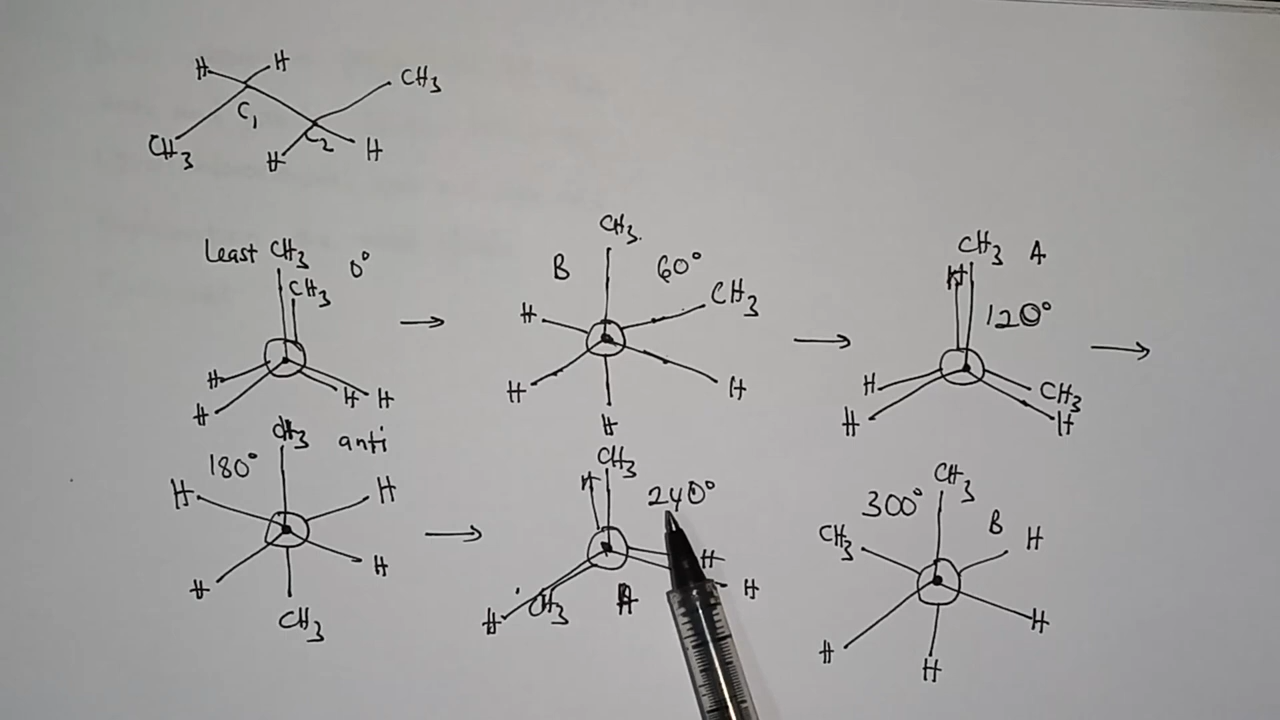 H H
CH3
C1
CH3
C2
H H
Least CH3 0°
CH3
H H H
H
CH3
B 60°
CH3
H
H H
H
CH3 A
H
120°
H CH3
H H
CH3 anti
180°
H H
H H
CH3
CH3
H 240°
H
H CH3 H H
CH3
300°
CH3 B H
H H
H